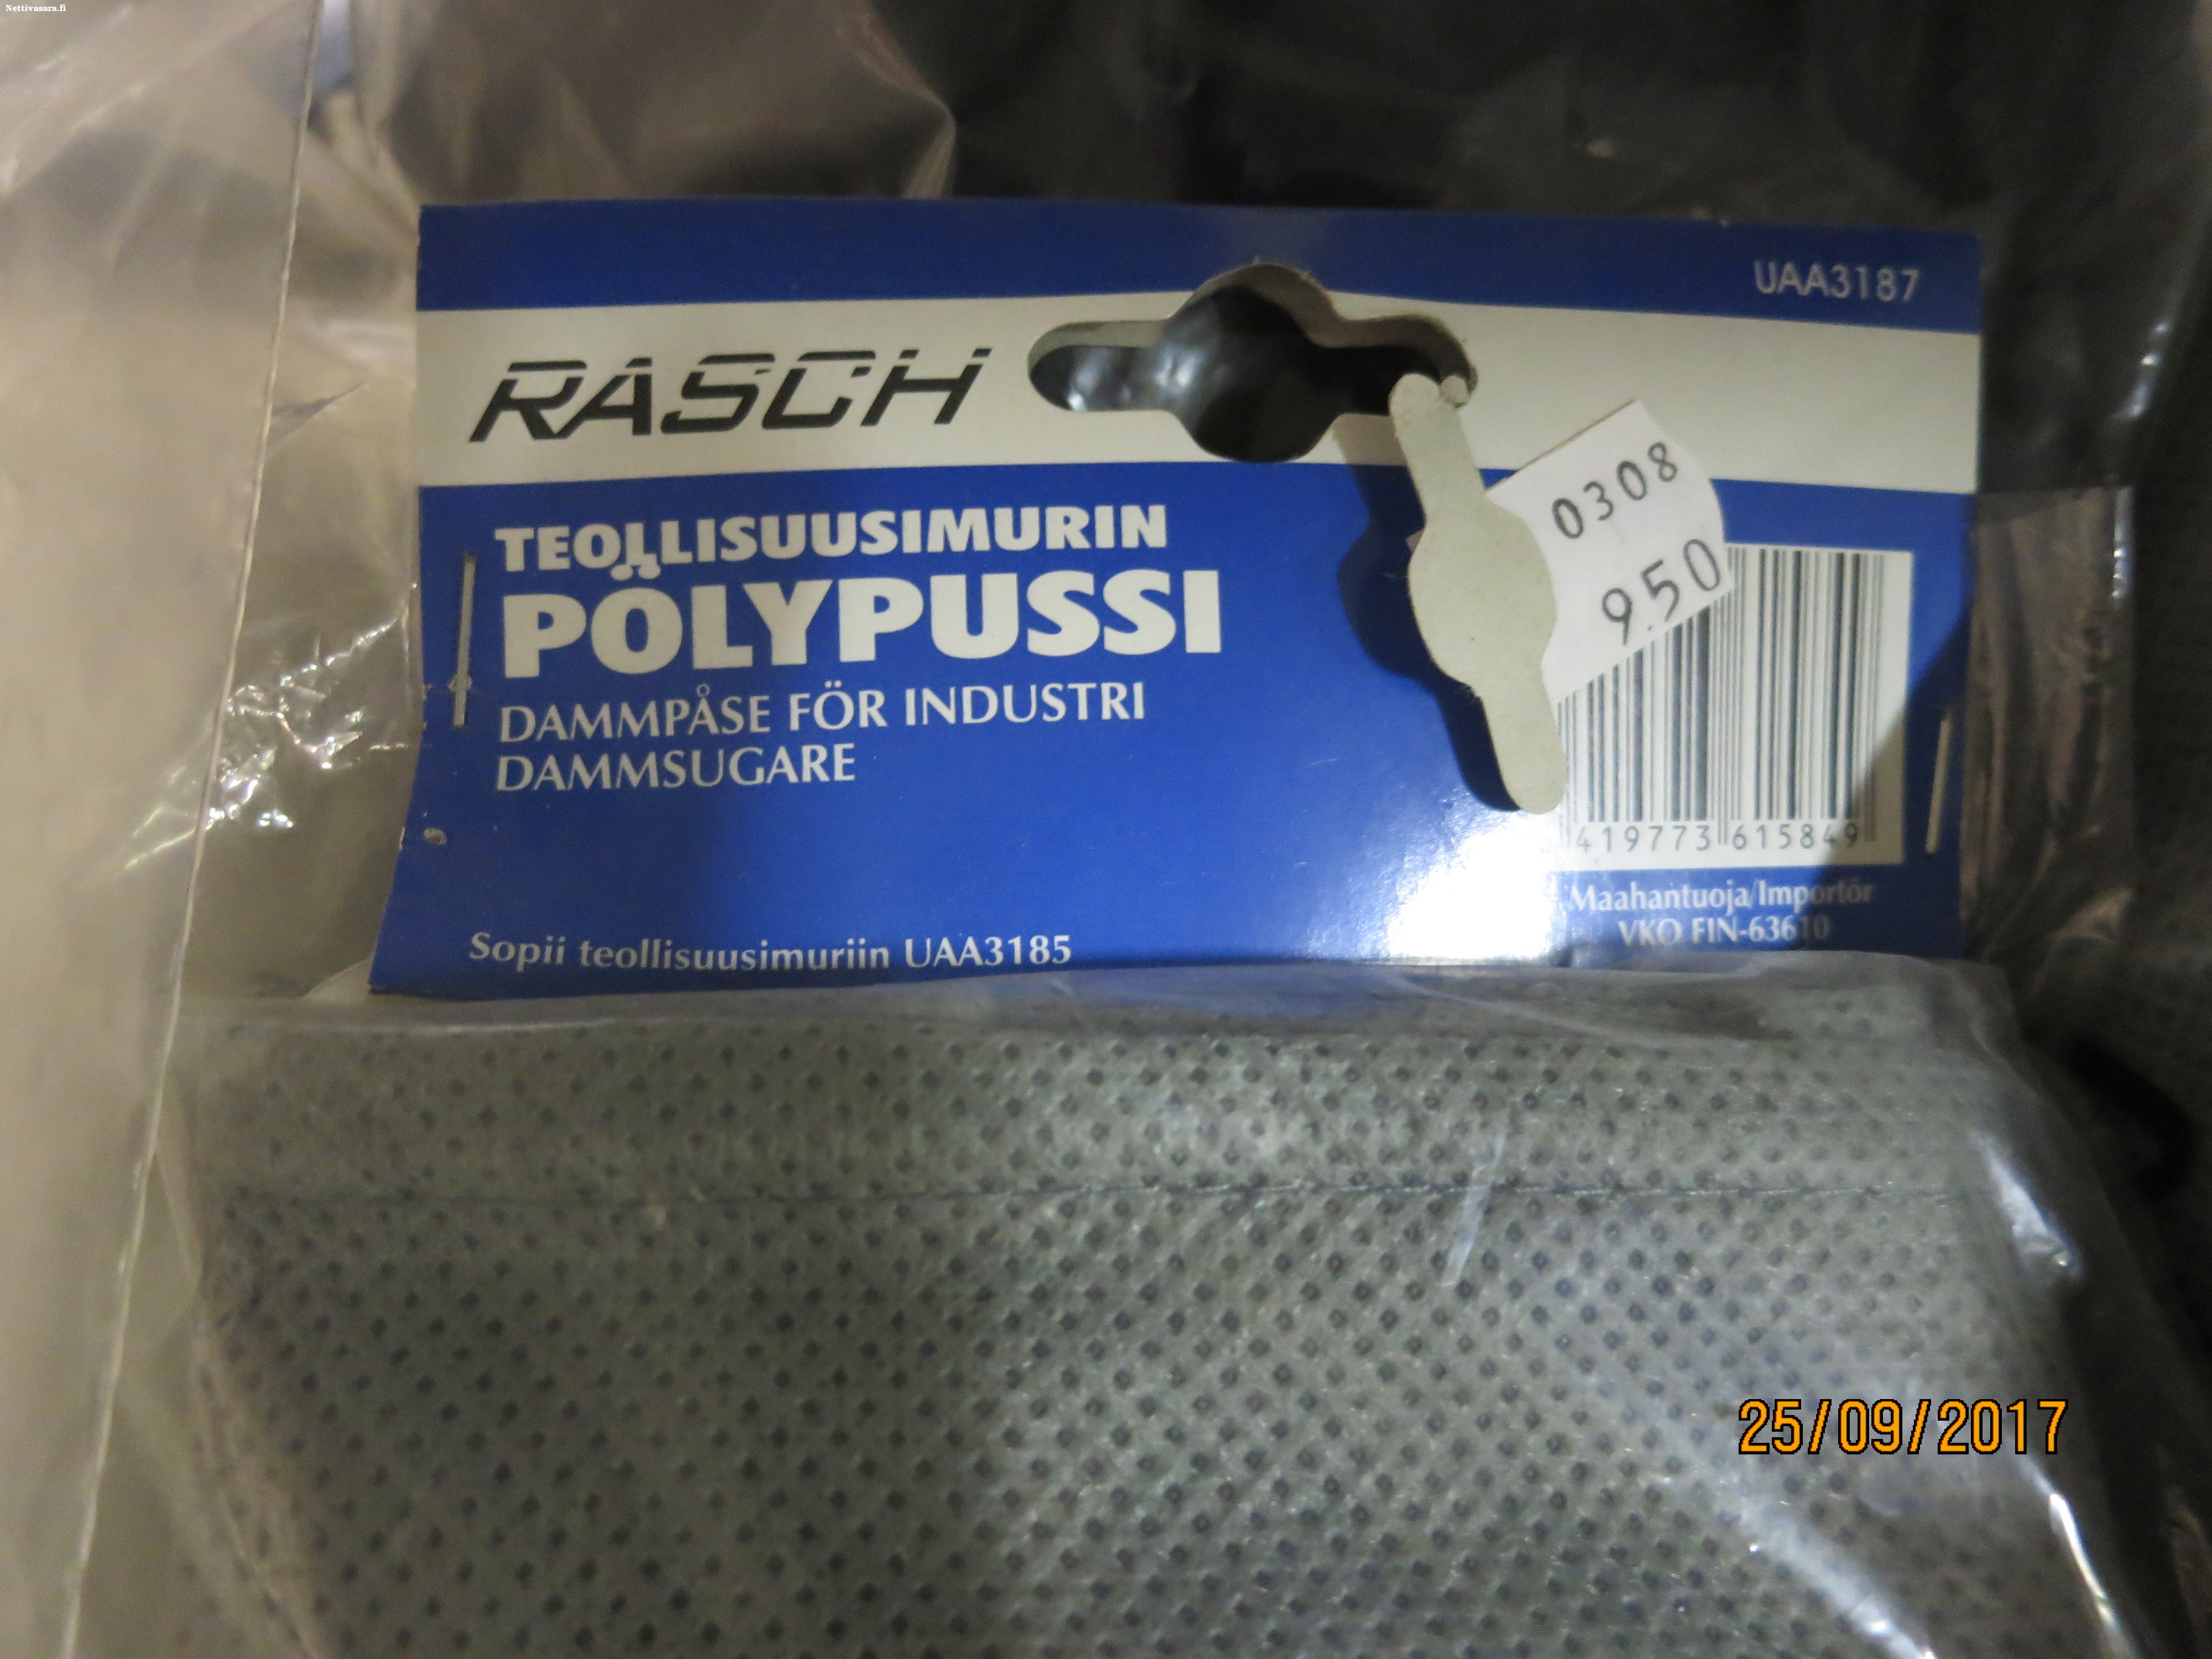 Nettivasara.fi
UAA3187
RASCH
0308
9.50
TEOLLISUUSIMURIN
PÖLYPUSSI
DAMMPÅSE FÖR INDUSTRI
DAMMSUGARE
419773 615849
Maahantuoja/Importör
VKO FIN-63610
Sopii teollisuusimuriin UAA3185
25/09/2017